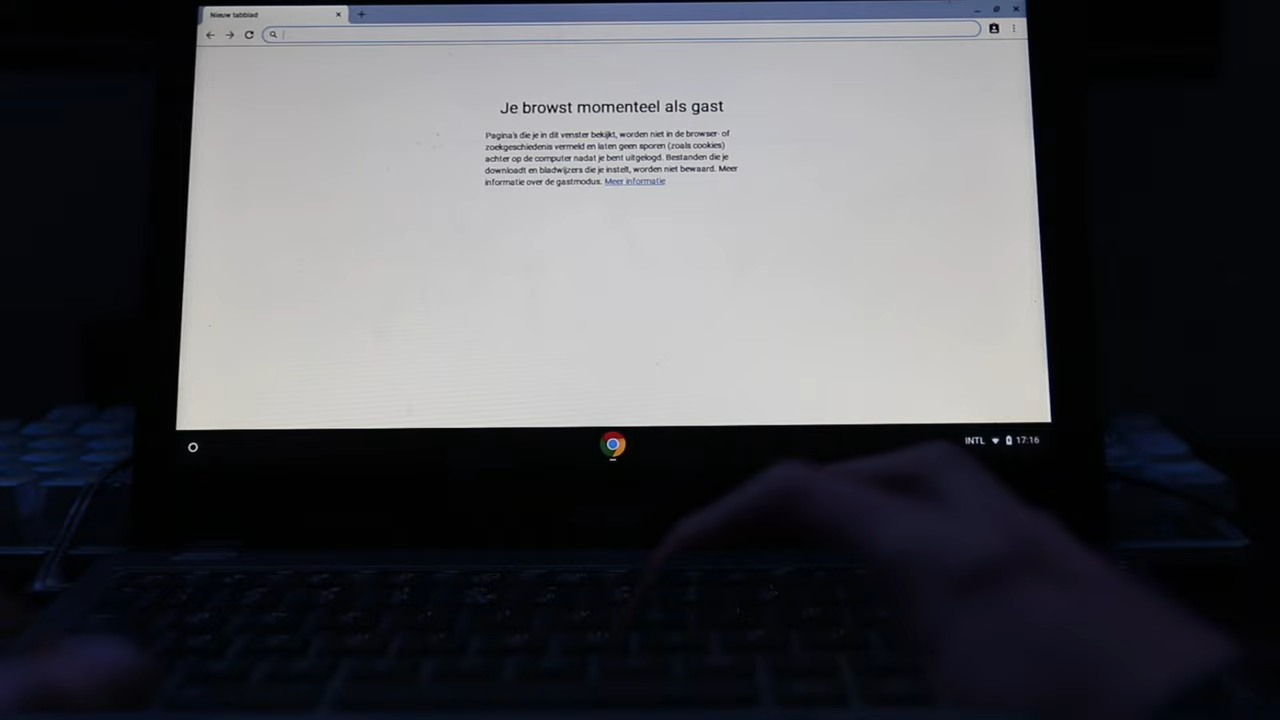 Nieuw tabblad
Je browst momenteel als gast
Pagina's die je in dit venster bekijkt, worden niet in de browser- of
zoekgeschiedenis vermeld en laten geen sporen (zoals cookies)
achter op de computer nadat je bent uitgelogd. Bestanden die je
downloadt en bladwijzers die je instelt, worden niet bewaard. Meer
informatie over de gastmodus. Meer informatie
INTL 17:16